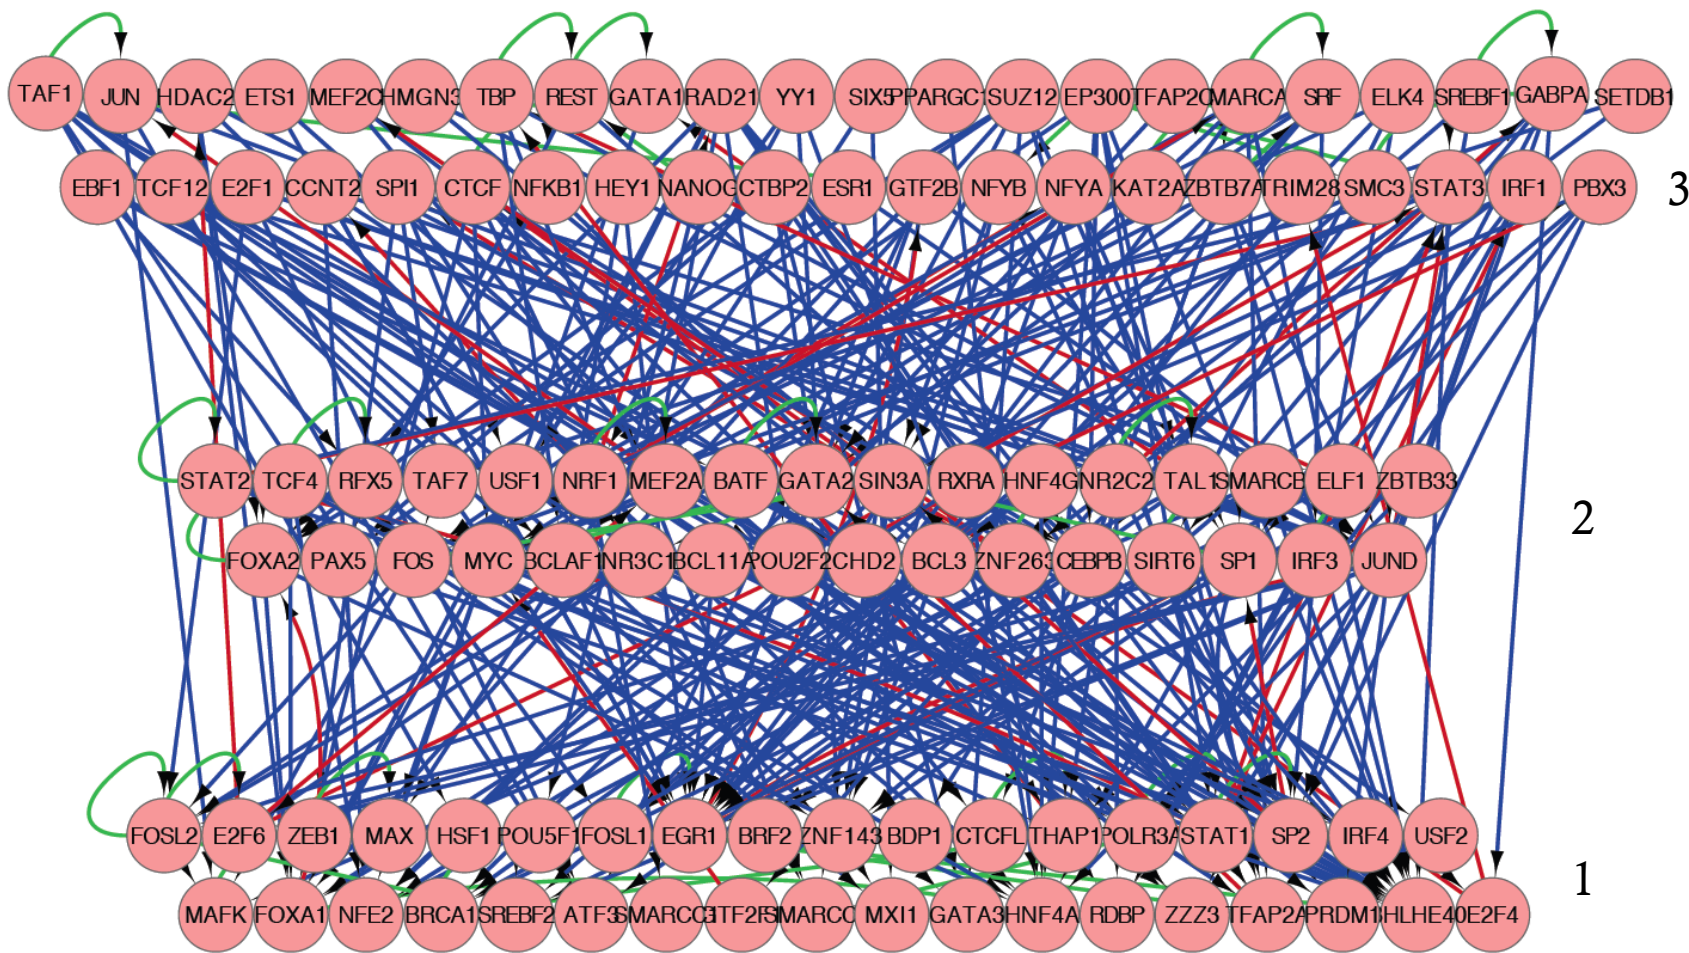 TAF1 JUN HDAC2 ETS1 MEF2C HMGN3 TBP REST GATA1 RAD21 YY1 SIX5 PPARGC1 SUZ12 EP300 TFAP2C SMARCA SRF ELK4 SREBF1 GABPA SETDB1
EBF1 TCF12 E2F1 CCNT2 SPI1 CTCF NFKB1 HEY1 NANOG CTBP2 ESR1 GTF2B NFYB NFYA KAT2A ZBTB7A TRIM28 SMC3 STAT3 IRF1 PBX3 3
STAT2 TCF4 RFX5 TAF7 USF1 NRF1 MEF2A BATF GATA2 SIN3A RXRA HNF4G NR2C2 TAL1 SMARCB ELF1 ZBTB33
2
FOXA2 PAX5 FOS MYC BCLAF1 NR3C1 BCL11A POU2F2 CHD2 BCL3 ZNF263 CEBPB SIRT6 SP1 IRF3 JUND
FOSL2 E2F6 ZEB1 MAX HSF1 POU5F1 FOSL1 EGR1 BRF2 ZNF143 BDP1 CTCFL THAP1 POLR3A STAT1 SP2 IRF4 USF2
1
MAFK FOXA1 NFE2 BRCA1 SREBF2 ATF3 SMARCC1 GTF2F1 SMARCC MXI1 GATA3 HNF4A RDBP ZZZ3 TFAP2A PRDM1 BHLHE40 E2F4